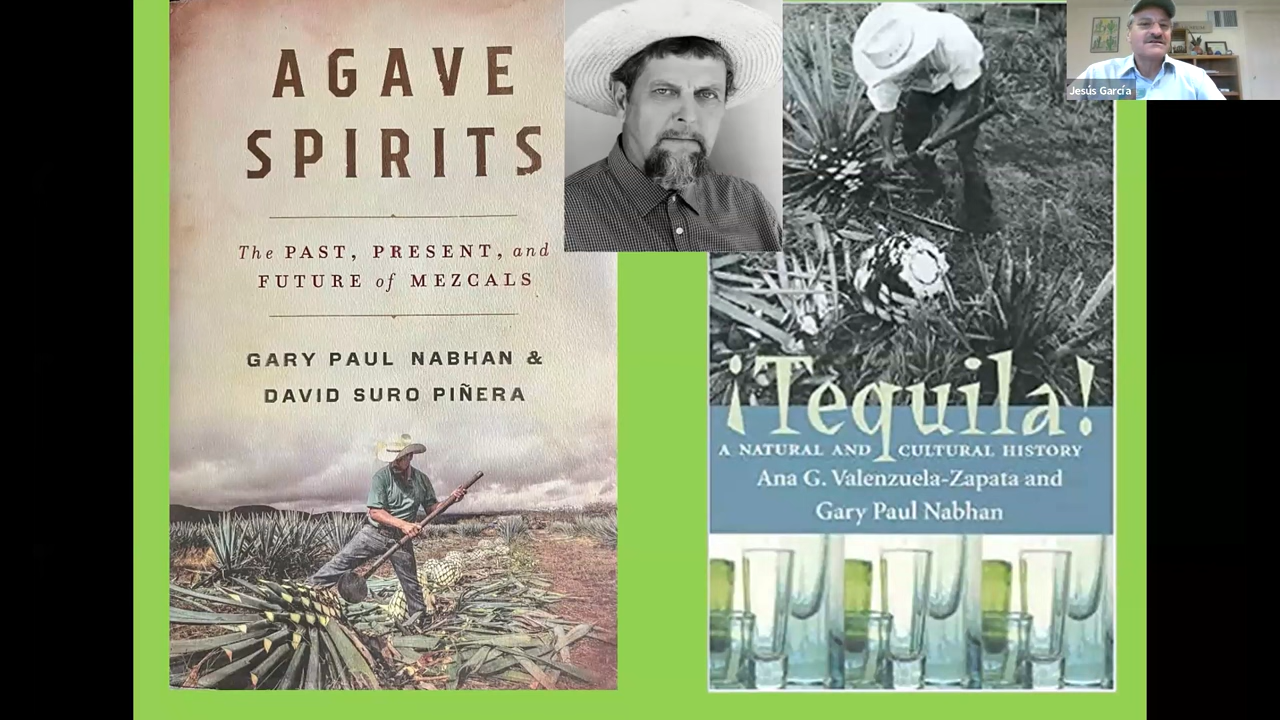 AGAVE
SPIRITS
The PAST, PRESENT, and
FUTURE of MEZCALS
GARY PAUL NABHAN &
DAVID SURO PIÑERA
¡Tequila!
A NATURAL AND CULTURAL HISTORY
Ana G. Valenzuela-Zapata and
Gary Paul Nabhan
Jesús García